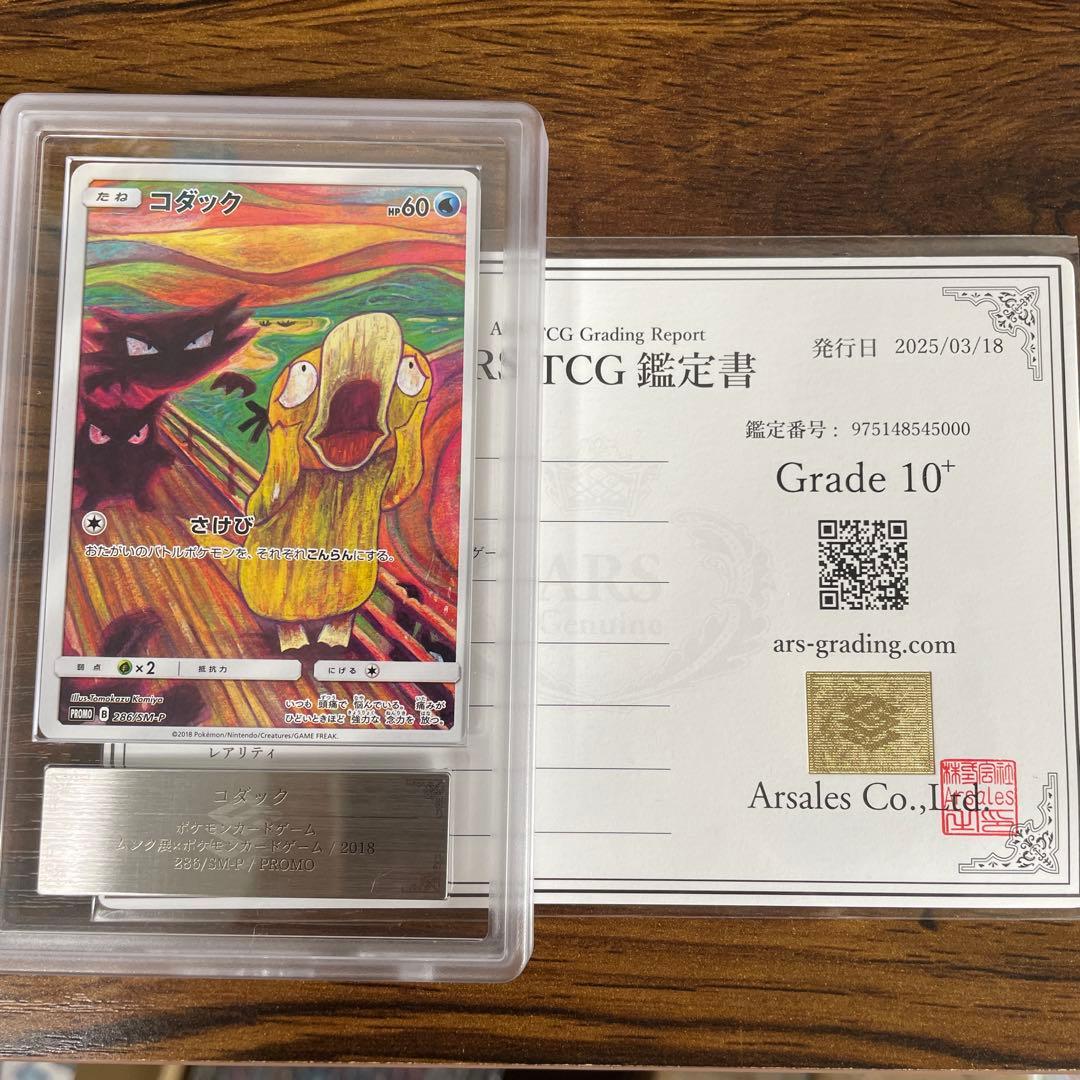 たね コダック HP60
さけび
おたがいのバトルポケモンを、それぞれこんらんにする。
弱点 ×2 抵抗力 にげる
Illus.Tomokazu Komiya
PROMO B 286/SM-P
いつも 頭痛で 悩んでいる。痛みが
ひどいときほど 強力な 念力を 放つ。
©2018 Pokémon/Nintendo/Creatures/GAME FREAK.
コダック
ポケモンカードゲーム
ムンク展×ポケモンカードゲーム / 2018
286/SM-P / PROMO
TCG Grading Report
TCG 鑑定書
発行日 2025/03/18
鑑定番号： 975148545000
Grade 10+
ars-grading.com
Arsales Co.,Ltd.
株式会社
Arsales
ARS
Genuine
レアリティ